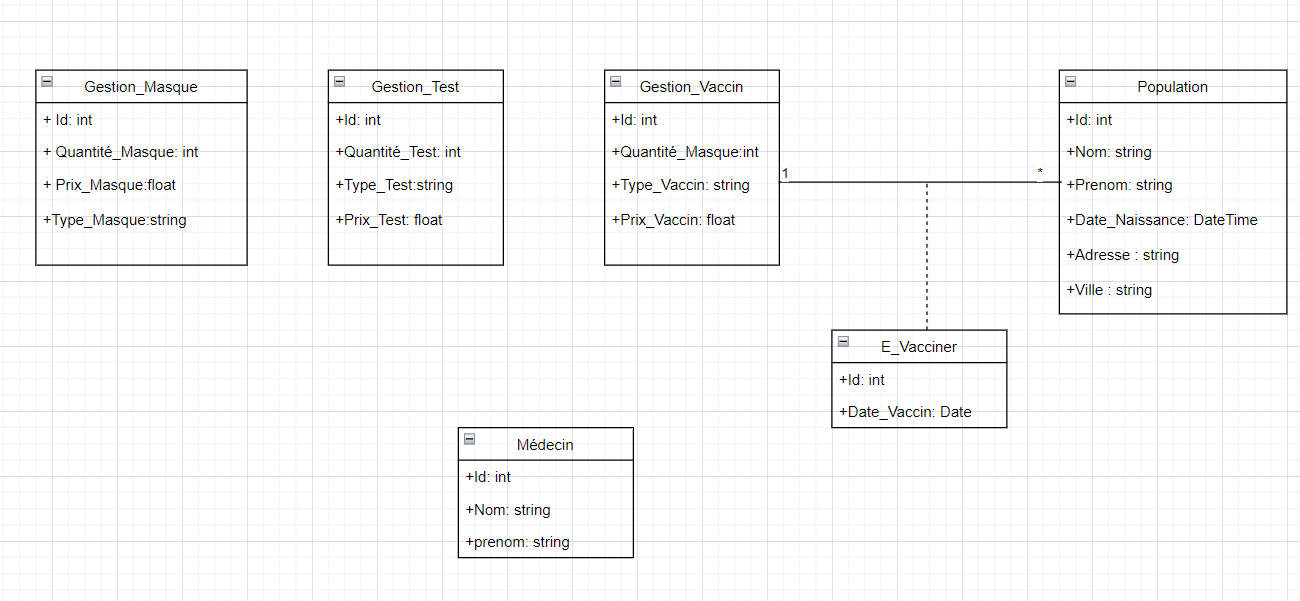 Gestion_Masque
+ Id: int
+ Quantité_Masque: int
+ Prix_Masque:float
+Type_Masque:string
Gestion_Test
+Id: int
+Quantité_Test: int
+Type_Test:string
+Prix_Test: float
Gestion_Vaccin
+Id: int
+Quantité_Masque:int
+Type_Vaccin: string
+Prix_Vaccin: float
1
*
Population
+Id: int
+Nom: string
+Prenom: string
+Date_Naissance: DateTime
+Adresse : string
+Ville : string
E_Vacciner
+Id: int
+Date_Vaccin: Date
Médecin
+Id: int
+Nom: string
+prenom: string